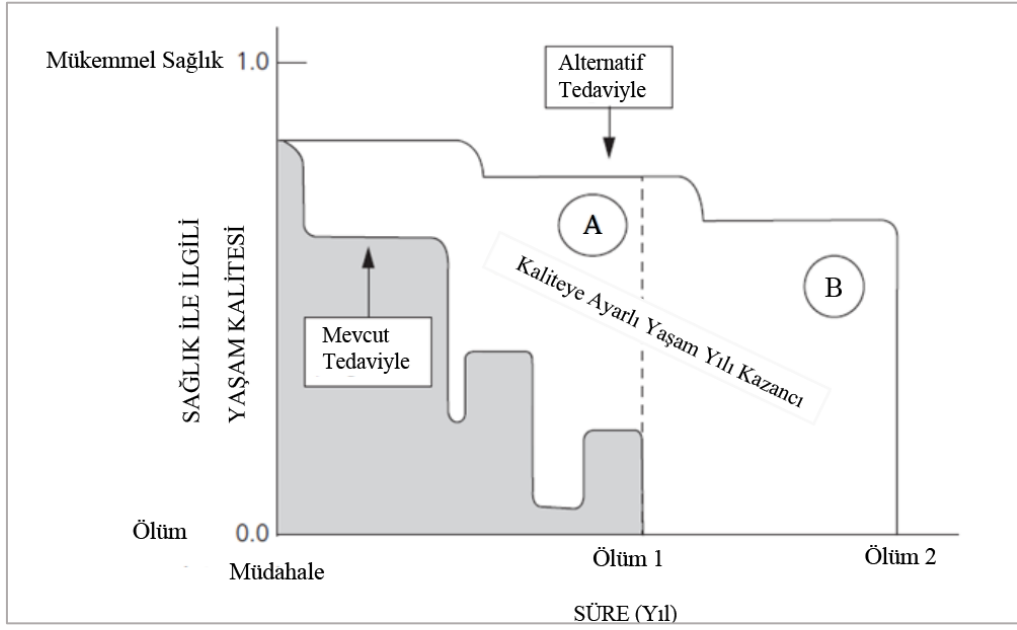 Mükemmel Sağlık 1.0
Alternatif
Tedaviyle
A
B
Kaliteye Ayarlı Yaşam Yılı Kazancı
Mevcut
Tedaviyle
SAĞLIK İLE İLGİLİ
YAŞAM KALİTESİ
Ölüm 0.0
Müdahale
Ölüm 1
Ölüm 2
SÜRE (Yıl)